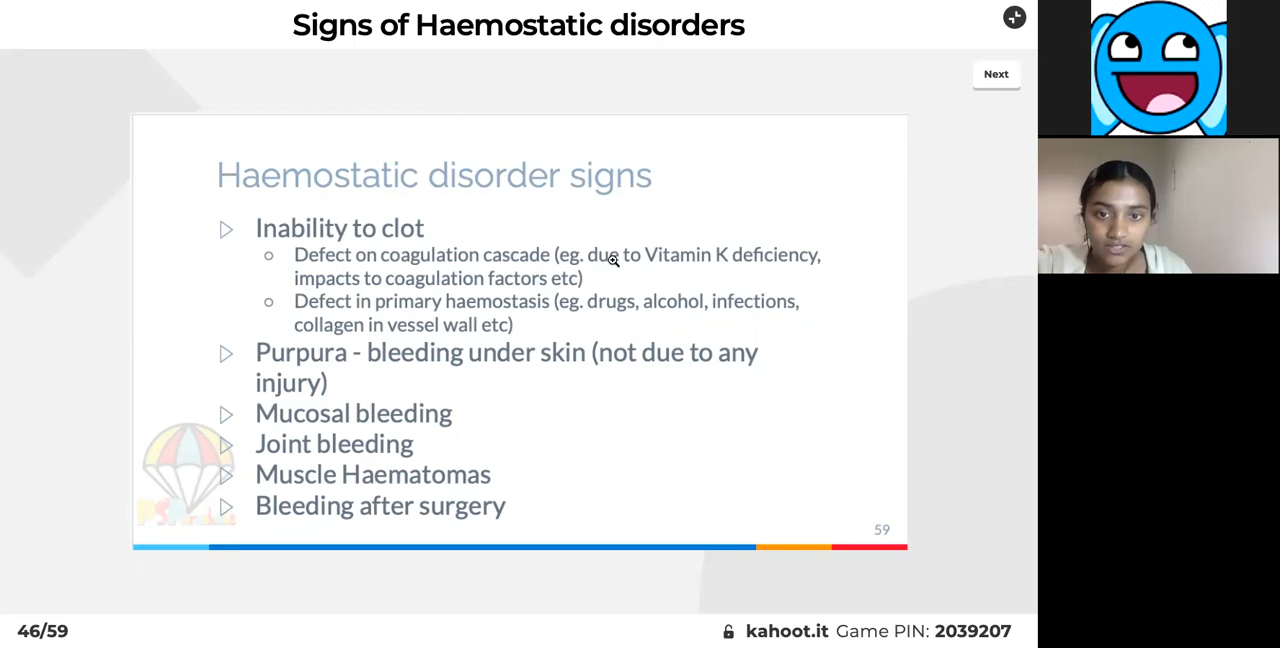 Signs of Haemostatic disorders
Next
Haemostatic disorder signs
Inability to clot
Defect on coagulation cascade (eg. due to Vitamin K deficiency,
impacts to coagulation factors etc)
Defect in primary haemostasis (eg. drugs, alcohol, infections,
collagen in vessel wall etc)
Purpura - bleeding under skin (not due to any
injury)
Mucosal bleeding
Joint bleeding
Muscle Haematomas
Bleeding after surgery
59
46/59
kahoot.it Game PIN: 2039207